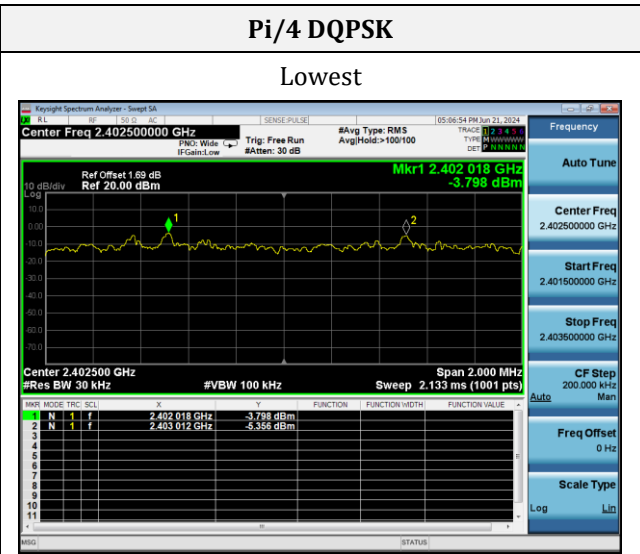 Pi/4 DQPSK
Lowest
Keysight Spectrum Analyzer - Swept SA
RL RF 50 Ω AC SENSE:PULSE 05:06:54 PM Jun 21, 2024
Center Freq 2.402500000 GHz
PNO: Wide
IFGain:Low
Trig: Free Run
#Atten: 30 dB
#Avg Type: RMS
Avg|Hold:>100/100
TRACE 1 2 3 4 5 6
TYPE M WWWWW
DET P N N N N N
Frequency
Auto Tune
Center Freq
2.402500000 GHz
Start Freq
2.401500000 GHz
Stop Freq
2.403500000 GHz
CF Step
200.000 kHz
Auto Man
Freq Offset
0 Hz
Scale Type
Log Lin
Mkr1 2.402 018 GHz
-3.798 dBm
Ref Offset 1.69 dB
10 dB/div Ref 20.00 dBm
Log
10.0
0.00
-10.0
-20.0
-30.0
-40.0
-50.0
-60.0
-70.0
1
2
Center 2.402500 GHz Span 2.000 MHz
#Res BW 30 kHz #VBW 100 kHz Sweep 2.133 ms (1001 pts)
MKR MODE TRC SCL X Y FUNCTION FUNCTION WIDTH FUNCTION VALUE
1 N 1 f 2.402 018 GHz -3.798 dBm
2 N 1 f 2.403 012 GHz -5.356 dBm
3
4
5
6
7
8
9
10
11
MSG STATUS